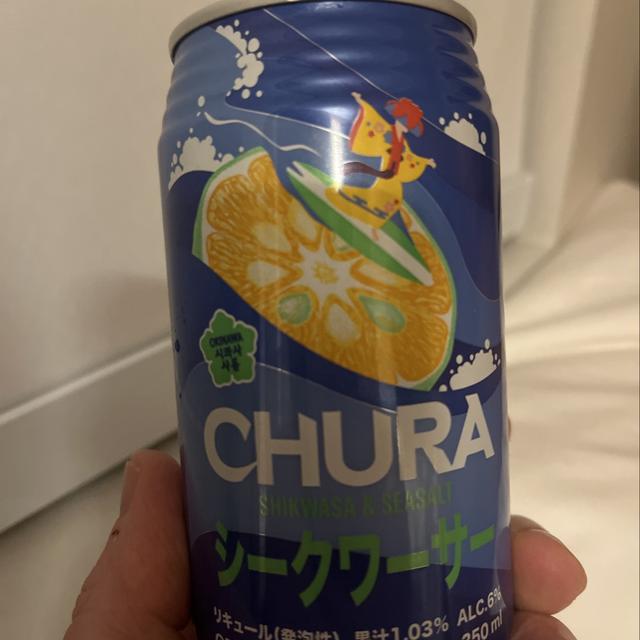 OKINAWA
시콰사
사용
CHURA
SHIKWASA & SEASALT
シークワーサー
リキュール(発泡性) 果汁1.03% ALC.6%
350ml